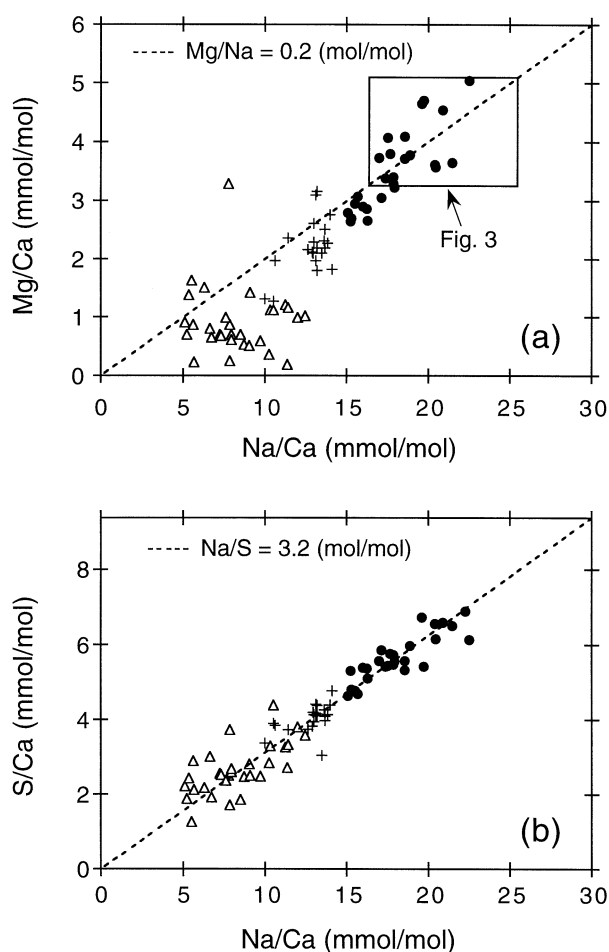 6
5
4
3
2
1
0
Mg/Ca (mmol/mol)
Mg/Na = 0.2 (mol/mol)
Fig. 3
(a)
0 5 10 15 20 25 30
Na/Ca (mmol/mol)
8
6
4
2
0
S/Ca (mmol/mol)
Na/S = 3.2 (mol/mol)
(b)
0 5 10 15 20 25 30
Na/Ca (mmol/mol)